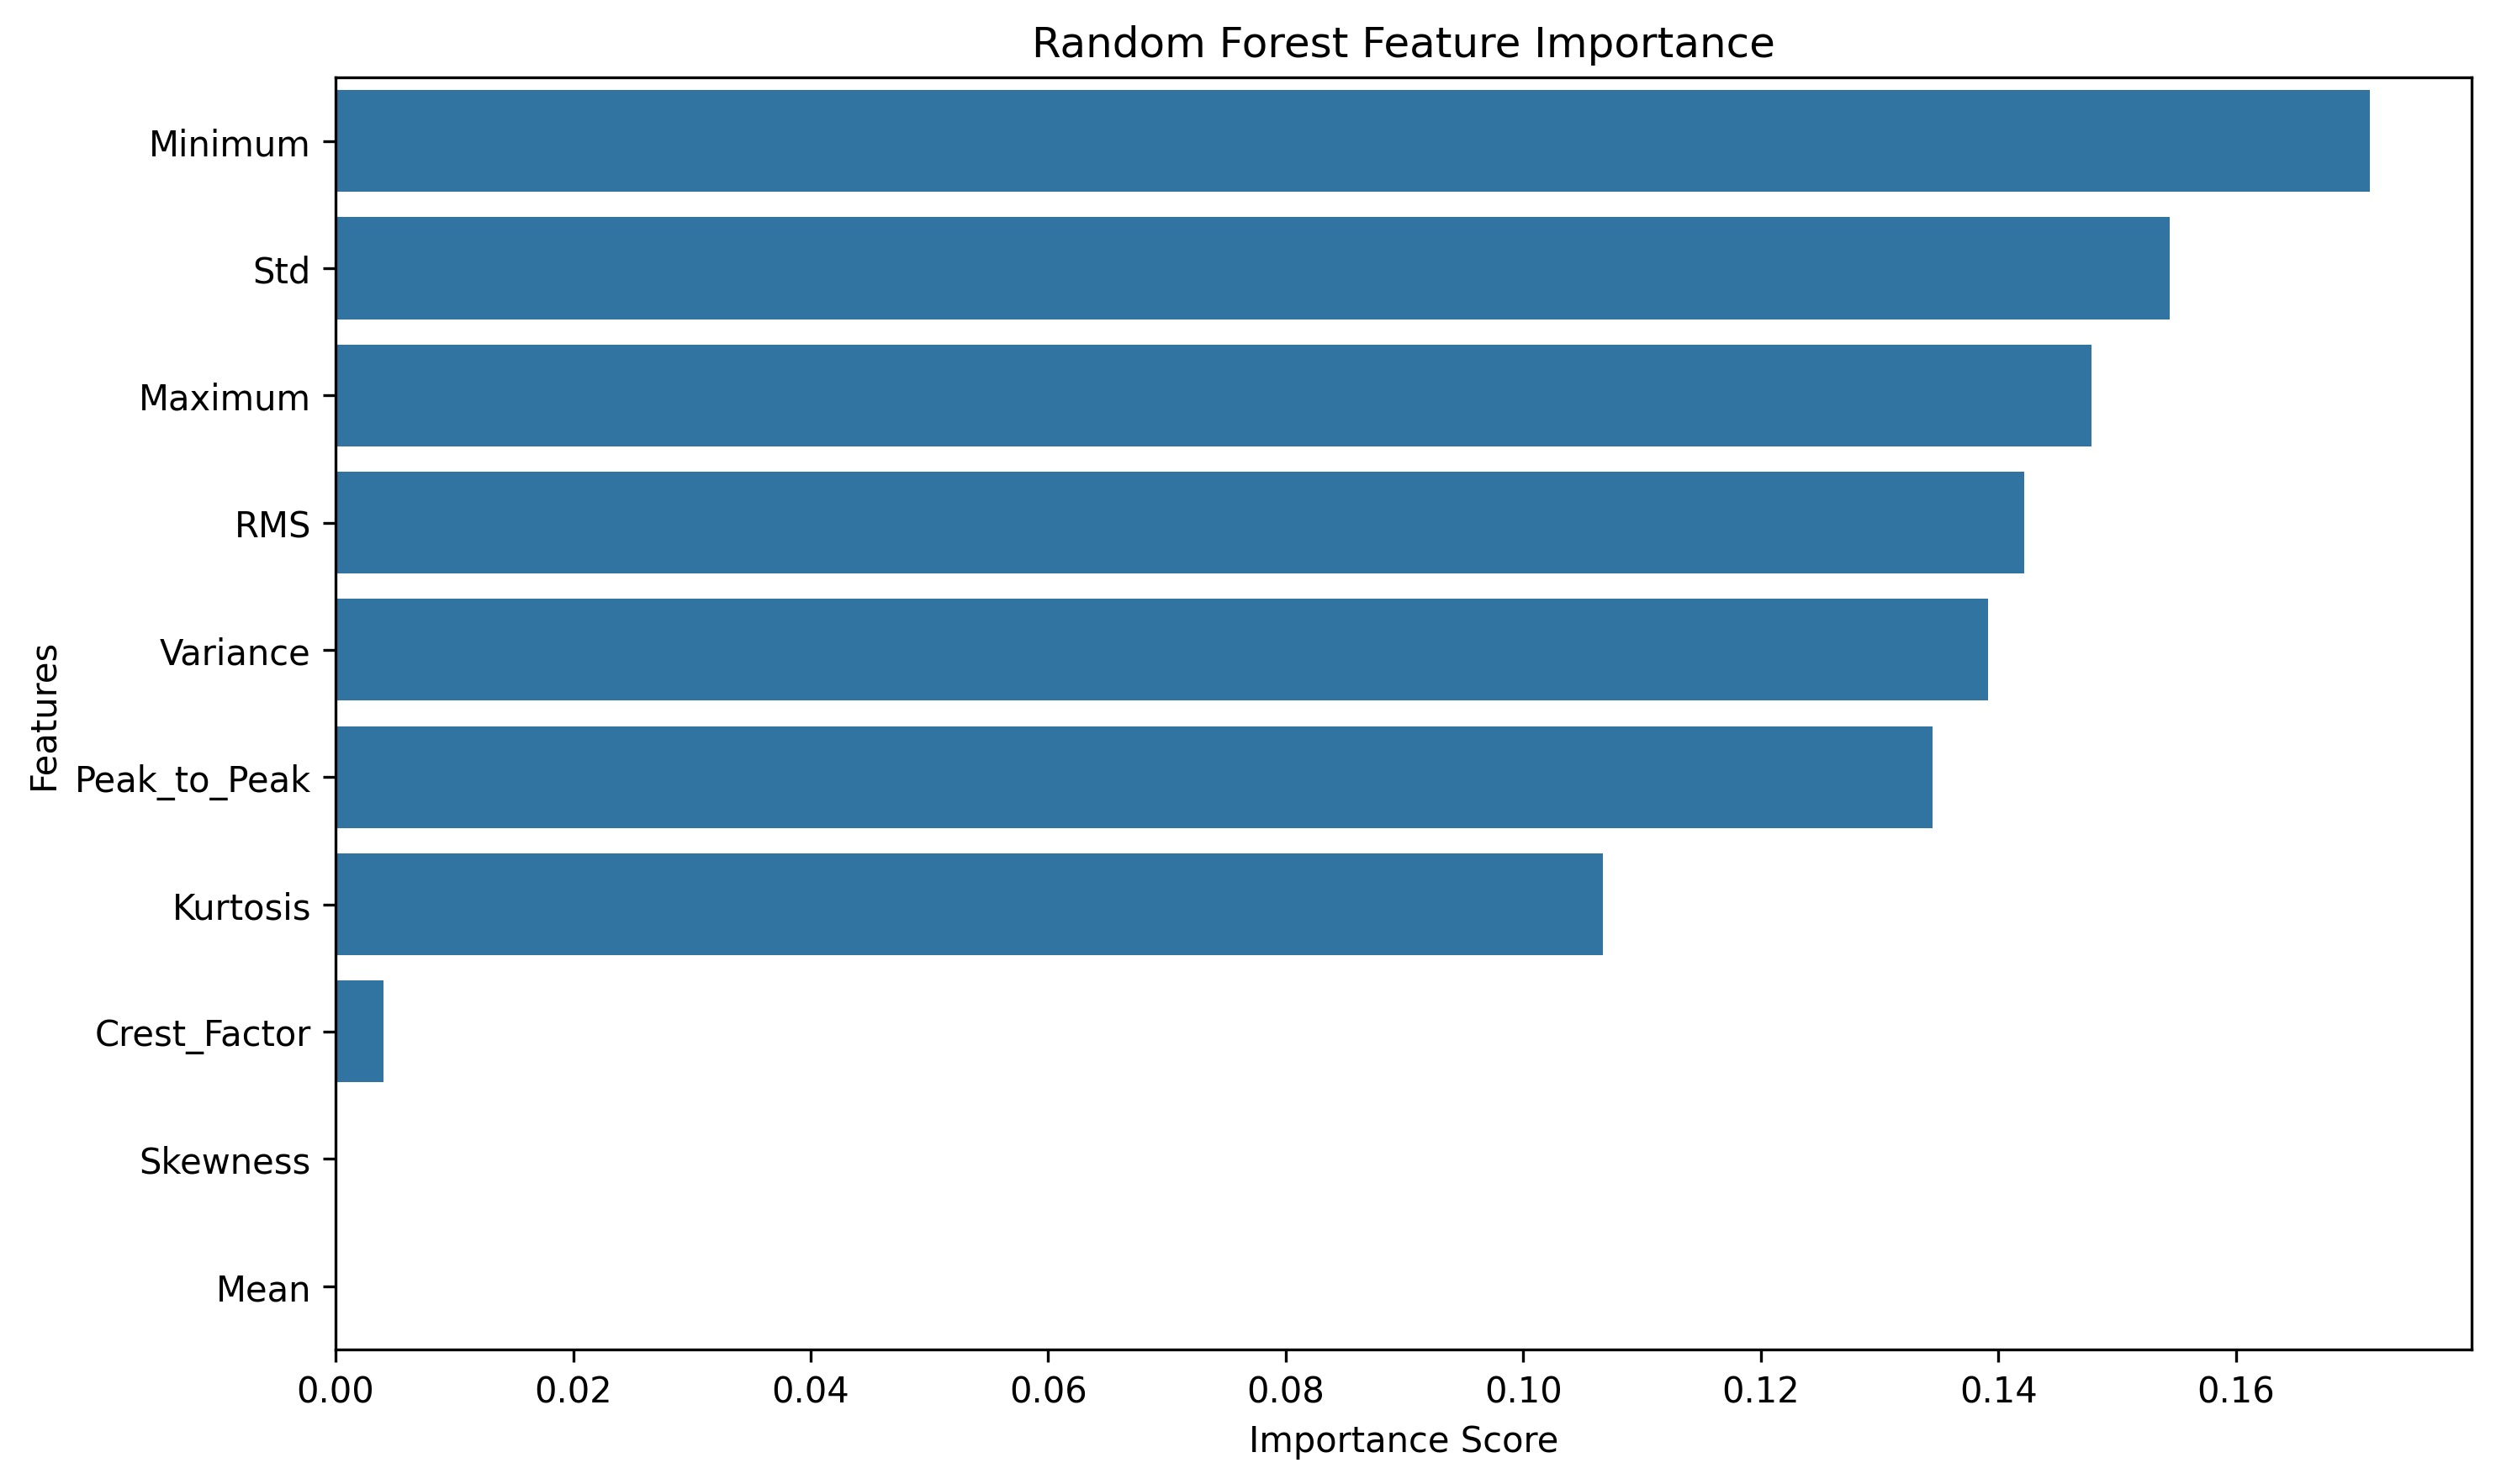 Random Forest Feature Importance
Features
Minimum
Std
Maximum
RMS
Variance
Peak_to_Peak
Kurtosis
Crest_Factor
Skewness
Mean
0.00 0.02 0.04 0.06 0.08 0.10 0.12 0.14 0.16
Importance Score